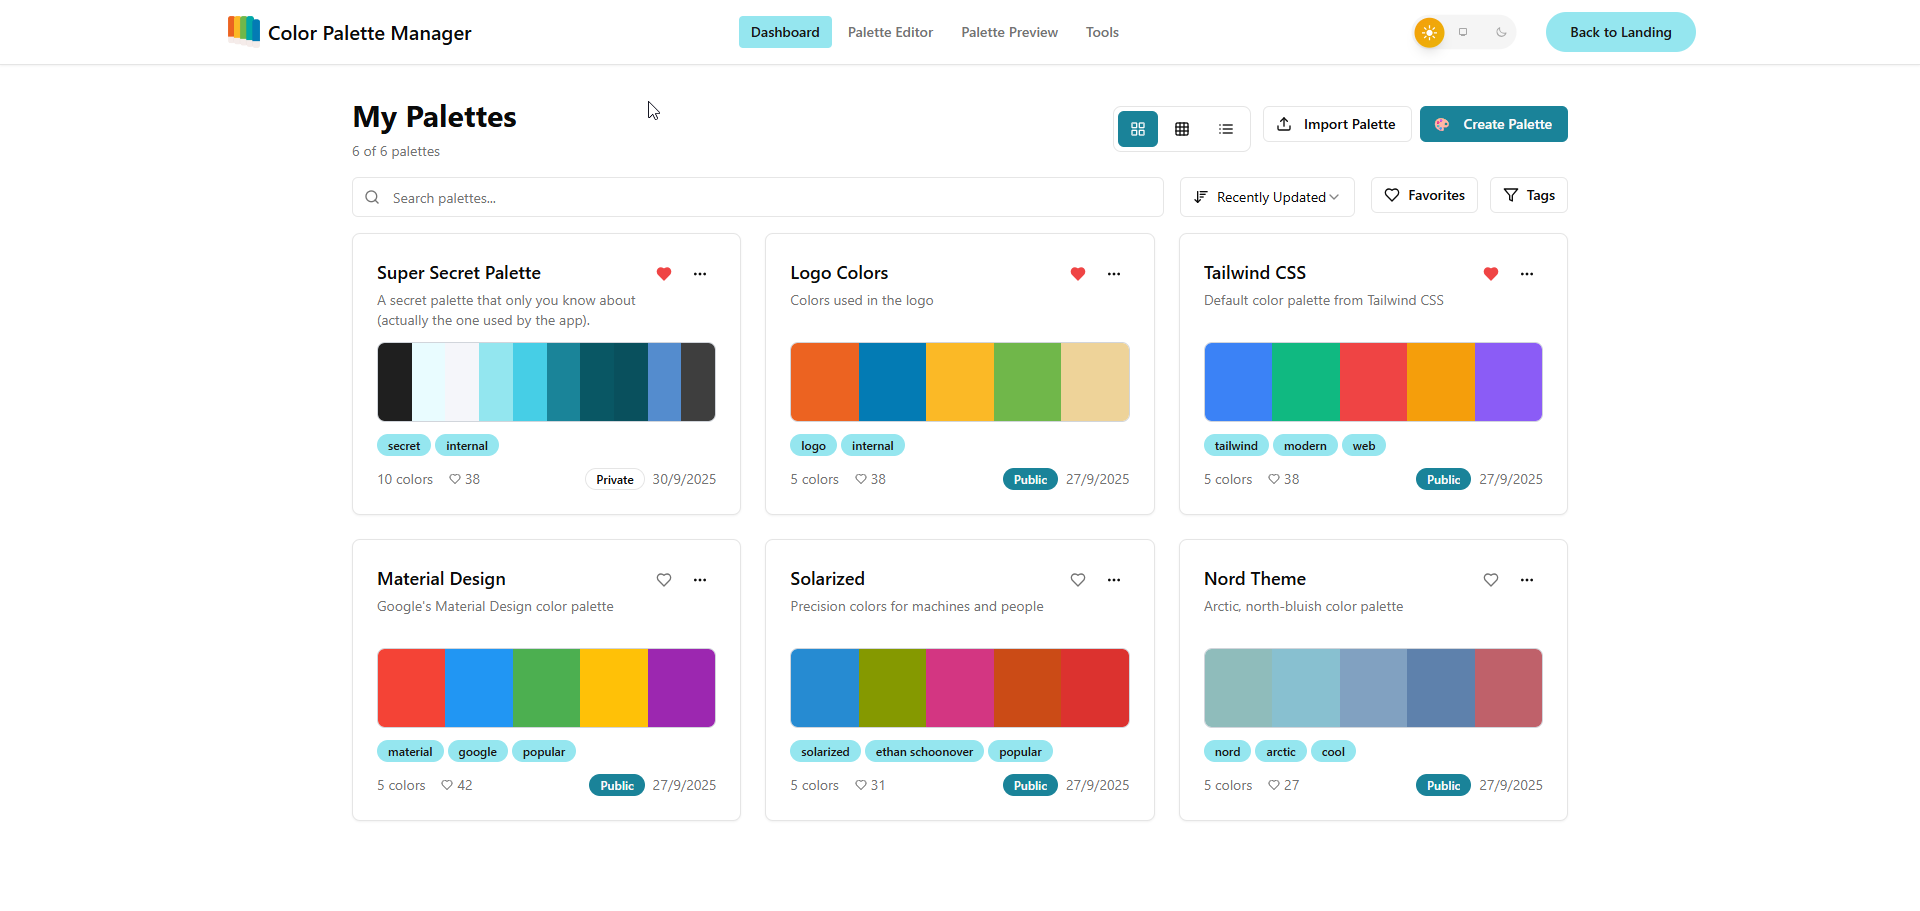 Color Palette Manager
Dashboard
Palette Editor
Palette Preview
Tools
Back to Landing
My Palettes
6 of 6 palettes
Import Palette
Create Palette
Search palettes...
Recently Updated
Favorites
Tags
Super Secret Palette
A secret palette that only you know about
(actually the one used by the app).
secret
internal
10 colors
38
Private
30/9/2025
Logo Colors
Colors used in the logo
logo
internal
5 colors
38
Public
27/9/2025
Tailwind CSS
Default color palette from Tailwind CSS
tailwind
modern
web
5 colors
38
Public
27/9/2025
Material Design
Google's Material Design color palette
material
google
popular
5 colors
42
Public
27/9/2025
Solarized
Precision colors for machines and people
solarized
ethan schoonover
popular
5 colors
31
Public
27/9/2025
Nord Theme
Arctic, north-bluish color palette
nord
arctic
cool
5 colors
27
Public
27/9/2025